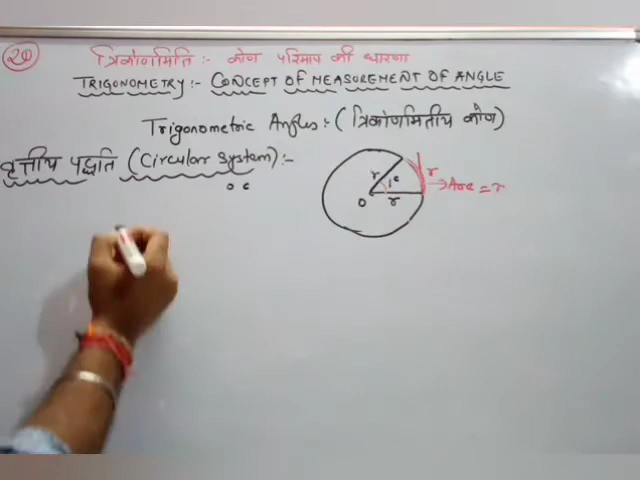 20
त्रिकोणमिति :- कोण परिमाप की धारणा
TRIGONOMETRY :- CONCEPT OF MEASUREMENT OF ANGLE
Trigonometric Angles :- (त्रिकोणमितीय कोण)
वृत्तीय पद्धति (Circular System) :-
o c
r 1c r → Arc = r
O r